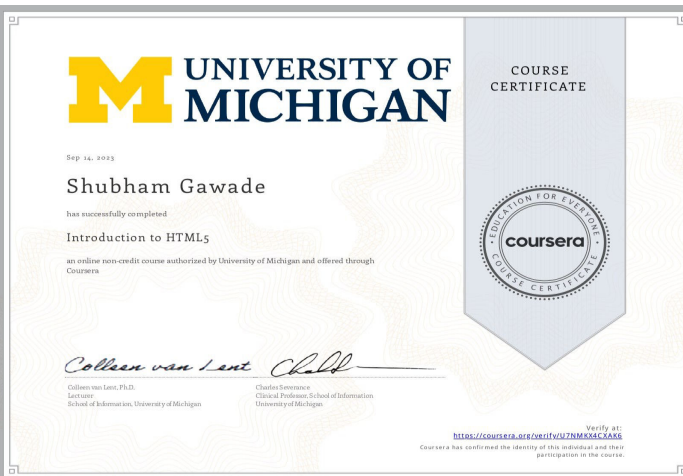 UNIVERSITY OF
MICHIGAN
COURSE
CERTIFICATE
Sep 14, 2023
Shubham Gawade
has successfully completed
Introduction to HTML5
an online non-credit course authorized by University of Michigan and offered through
Coursera
EDUCATION FOR EVERYONE
coursera
COURSE CERTIFICATE
Colleen van Lent
Colleen van Lent, Ph.D.
Lecturer
School of Information, University of Michigan
Charles Severance
Clinical Professor, School of Information
University of Michigan
Verify at:
https://coursera.org/verify/U7NMKX4CXAK6
Coursera has confirmed the identity of this individual and their
participation in the course.